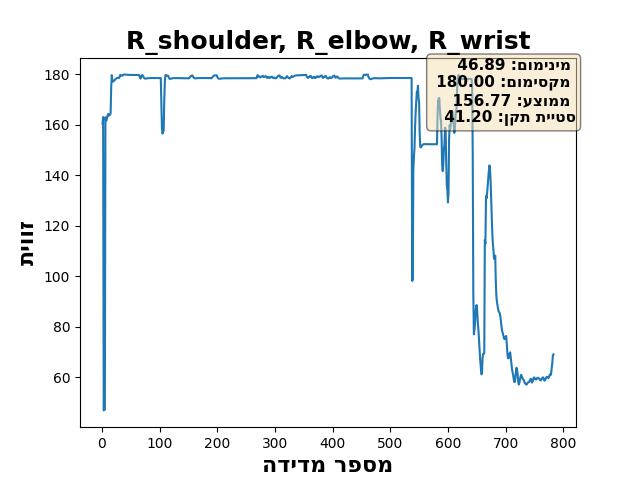 R_shoulder, R_elbow, R_wrist
מינימום: 46.89
מקסימום: 180.00
ממוצע: 156.77
סטיית תקן: 41.20
180
160
140
120
100
80
60
זווית
0 100 200 300 400 500 600 700 800
מספר מדידה